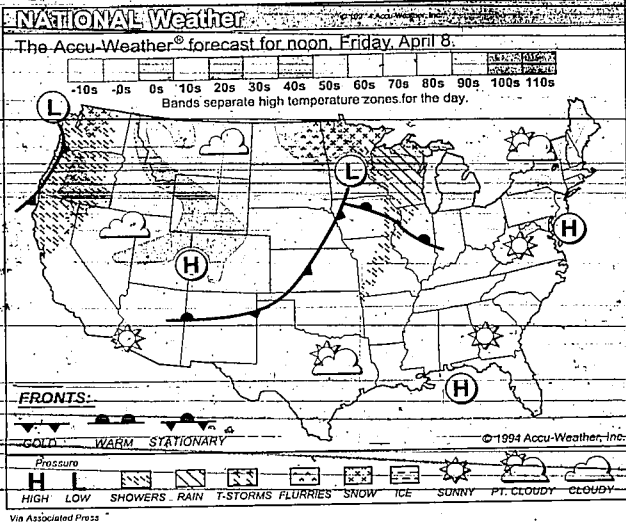 NATIONAL Weather
The Accu-Weather® forecast for noon, Friday, April 8.
-10s -0s 0s 10s 20s 30s 40s 50s 60s 70s 80s 90s 100s 110s
Bands separate high temperature zones for the day.
L
L
H
H
H
FRONTS:
COLD WARM STATIONARY
© 1994 Accu-Weather, Inc.
Pressure
H L
HIGH LOW SHOWERS RAIN T-STORMS FLURRIES SNOW ICE SUNNY PT. CLOUDY CLOUDY
Via Associated Press